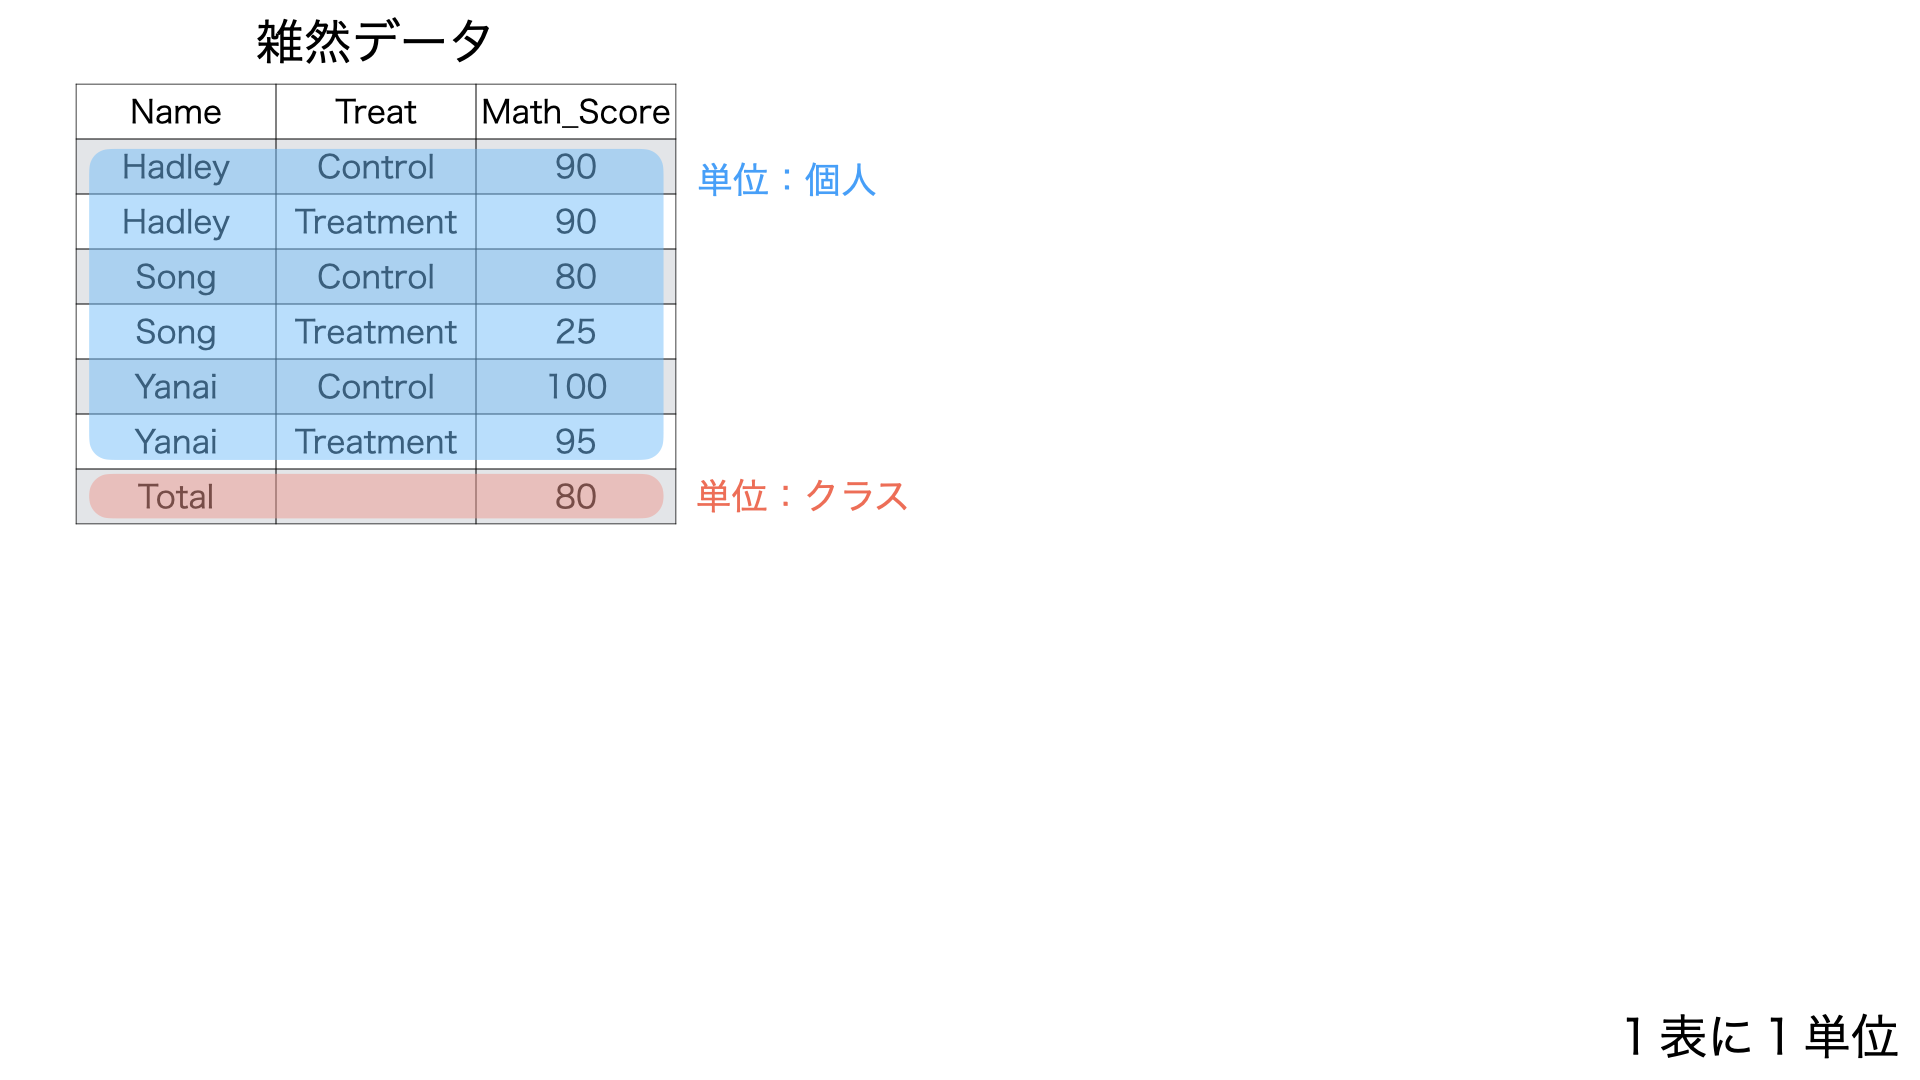 雑然データ
Name Treat Math_Score
Hadley Control 90
単位：個人
Hadley Treatment 90
Song Control 80
Song Treatment 25
Yanai Control 100
Yanai Treatment 95
Total 80
単位：クラス
１表に１単位